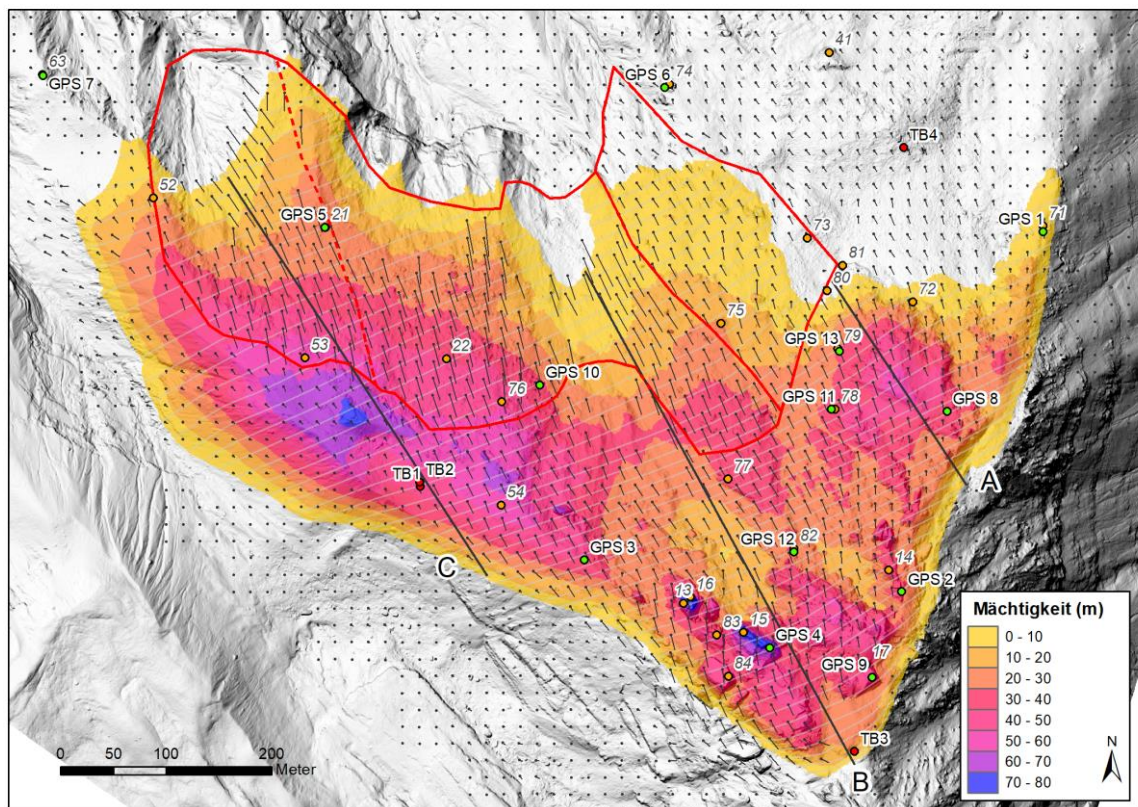 41
63
GPS 7
GPS 6
74
TB4
52
GPS 5
21
73
GPS 1
71
81
80
72
75
GPS 13
79
53
22
GPS 10
76
GPS 11
78
GPS 8
TB1
TB2
77
A
54
GPS 12
82
GPS 3
C
14
GPS 2
13
16
83
15
GPS 4
84
GPS 9
17
TB3
B
Mächtigkeit (m)
0 - 10
10 - 20
20 - 30
30 - 40
40 - 50
50 - 60
60 - 70
70 - 80
N
0 50 100 200
Meter